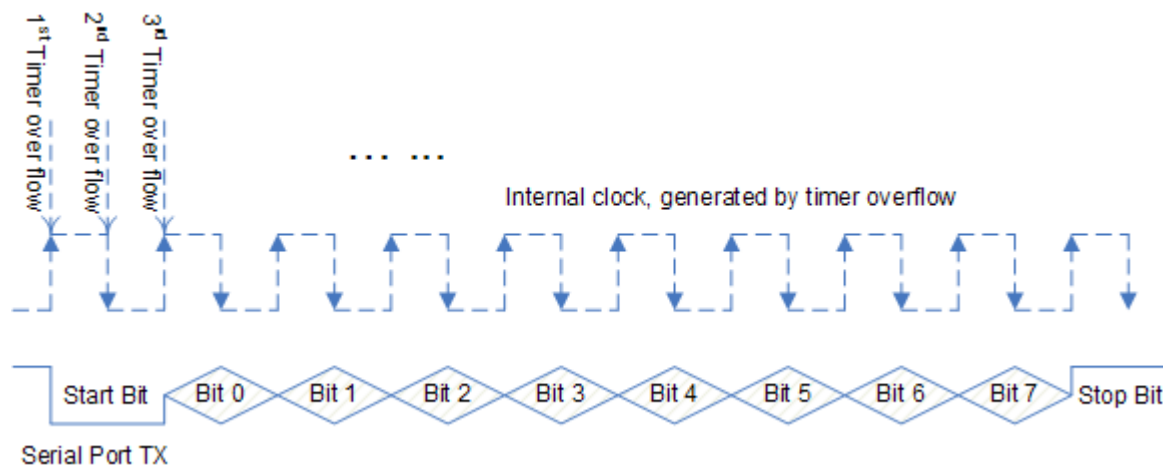 1st Timer over flow
2nd Timer over flow
3rd Timer over flow
... ...
Internal clock, generated by timer overflow
Start Bit Bit 0 Bit 1 Bit 2 Bit 3 Bit 4 Bit 5 Bit 6 Bit 7 Stop Bit
Serial Port TX